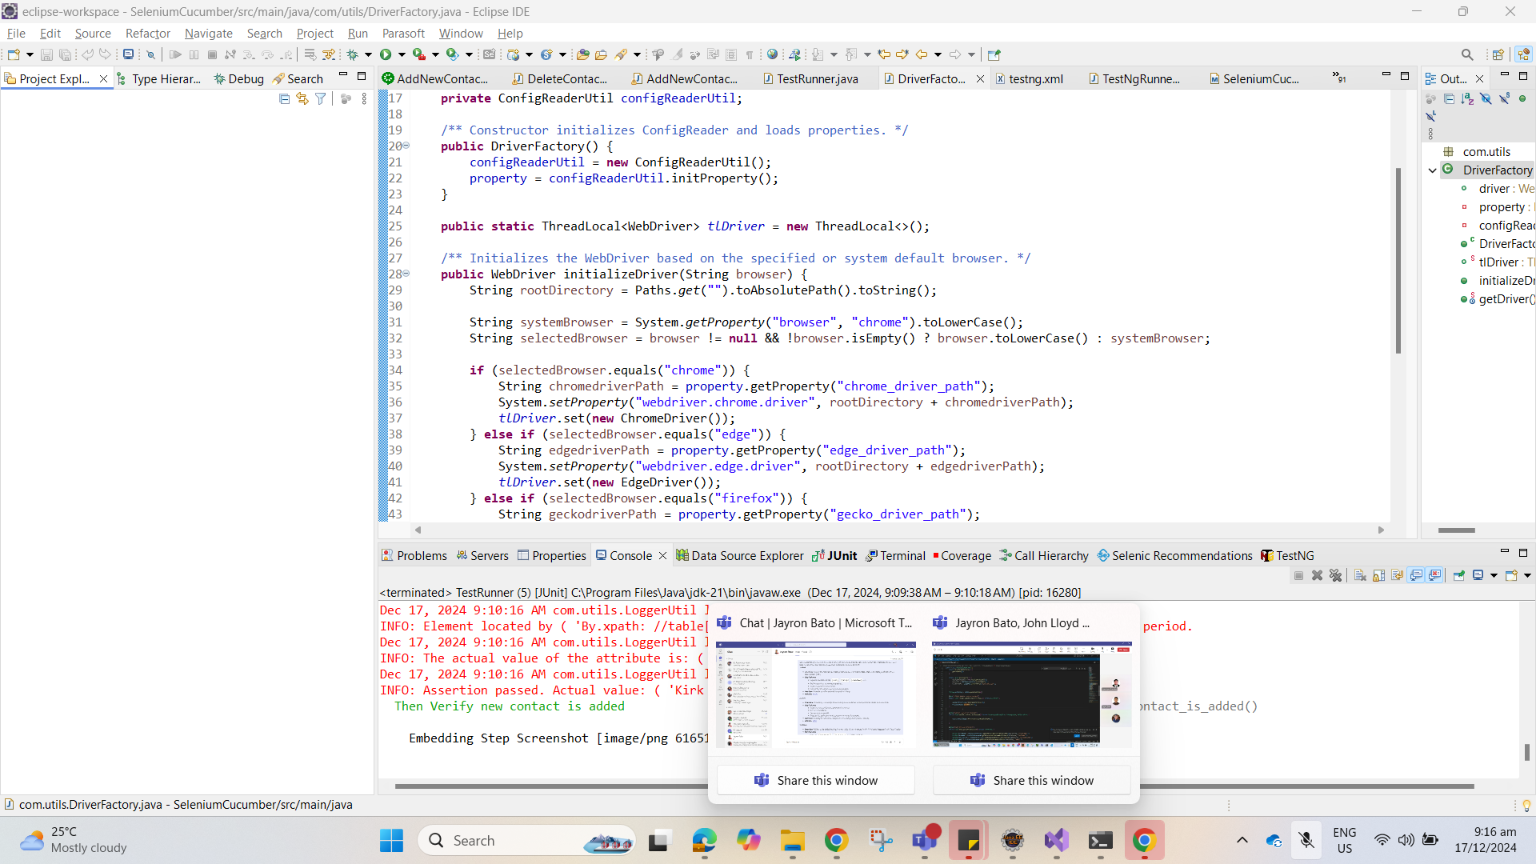 eclipse-workspace - SeleniumCucumber/src/main/java/com/utils/DriverFactory.java - Eclipse IDE
File Edit Source Refactor Navigate Search Project Run Parasoft Window Help
Project Expl... Type Hierar... Debug Search
AddNewContac... DeleteContac... AddNewContac... TestRunner.java DriverFacto... testng.xml TestNgRunne... SeleniumCuc... »91
Out...
17 private ConfigReaderUtil configReaderUtil;
18
19 /** Constructor initializes ConfigReader and loads properties. */
20 public DriverFactory() {
21 configReaderUtil = new ConfigReaderUtil();
22 property = configReaderUtil.initProperty();
23 }
24
25 public static ThreadLocal<WebDriver> tlDriver = new ThreadLocal<>();
26
27 /** Initializes the WebDriver based on the specified or system default browser. */
28 public WebDriver initializeDriver(String browser) {
29 String rootDirectory = Paths.get("").toAbsolutePath().toString();
30
31 String systemBrowser = System.getProperty("browser", "chrome").toLowerCase();
32 String selectedBrowser = browser != null && !browser.isEmpty() ? browser.toLowerCase() : systemBrowser;
33
34 if (selectedBrowser.equals("chrome")) {
35 String chromedriverPath = property.getProperty("chrome_driver_path");
36 System.setProperty("webdriver.chrome.driver", rootDirectory + chromedriverPath);
37 tlDriver.set(new ChromeDriver());
38 } else if (selectedBrowser.equals("edge")) {
39 String edgedriverPath = property.getProperty("edge_driver_path");
40 System.setProperty("webdriver.edge.driver", rootDirectory + edgedriverPath);
41 tlDriver.set(new EdgeDriver());
42 } else if (selectedBrowser.equals("firefox")) {
43 String geckodriverPath = property.getProperty("gecko_driver_path");
com.utils
DriverFactory
driver : We
property :
configRea
DriverFact
tlDriver : T
initializeDr
getDriver()
Problems Servers Properties Console Data Source Explorer JUnit Terminal Coverage Call Hierarchy Selenic Recommendations TestNG
<terminated> TestRunner (5) [JUnit] C:\Program Files\Java\jdk-21\bin\javaw.exe (Dec 17, 2024, 9:09:38 AM – 9:10:18 AM) [pid: 16280]
Dec 17, 2024 9:10:16 AM com.utils.LoggerUtil l
INFO: Element located by ( 'By.xpath: //table[ period.
Dec 17, 2024 9:10:16 AM com.utils.LoggerUtil l
INFO: The actual value of the attribute is: (
Dec 17, 2024 9:10:16 AM com.utils.LoggerUtil l
INFO: Assertion passed. Actual value: ( 'Kirk
Then Verify new contact is added ontact_is_added()
Embedding Step Screenshot [image/png 61651
Chat | Jayron Bato | Microsoft T...
Jayron Bato, John Lloyd ...
Share this window
Share this window
com.utils.DriverFactory.java - SeleniumCucumber/src/main/java
25°C
Mostly cloudy
Search
ENG
US
9:16 am
17/12/2024